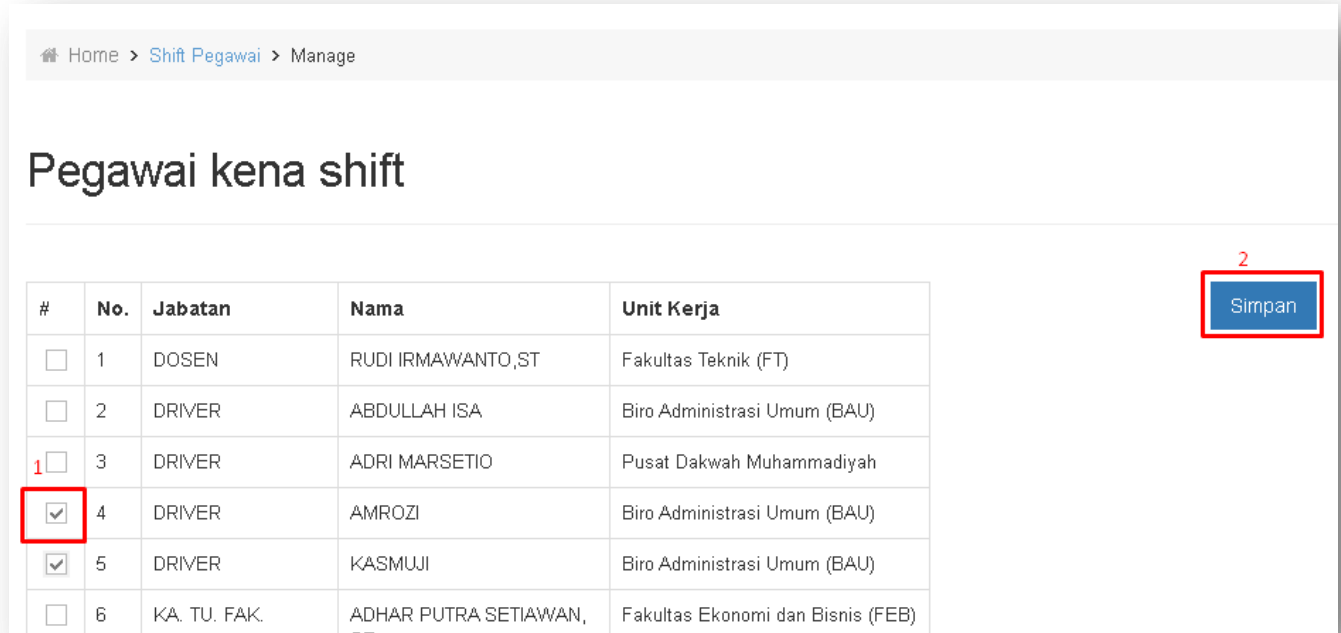 Home > Shift Pegawai > Manage
Pegawai kena shift
2
Simpan
# No. Jabatan Nama Unit Kerja
1 DOSEN RUDI IRMAWANTO,ST Fakultas Teknik (FT)
2 DRIVER ABDULLAH ISA Biro Administrasi Umum (BAU)
1 3 DRIVER ADRI MARSETIO Pusat Dakwah Muhammadiyah
4 DRIVER AMROZI Biro Administrasi Umum (BAU)
5 DRIVER KASMUJI Biro Administrasi Umum (BAU)
6 KA. TU. FAK. ADHAR PUTRA SETIAWAN, Fakultas Ekonomi dan Bisnis (FEB)